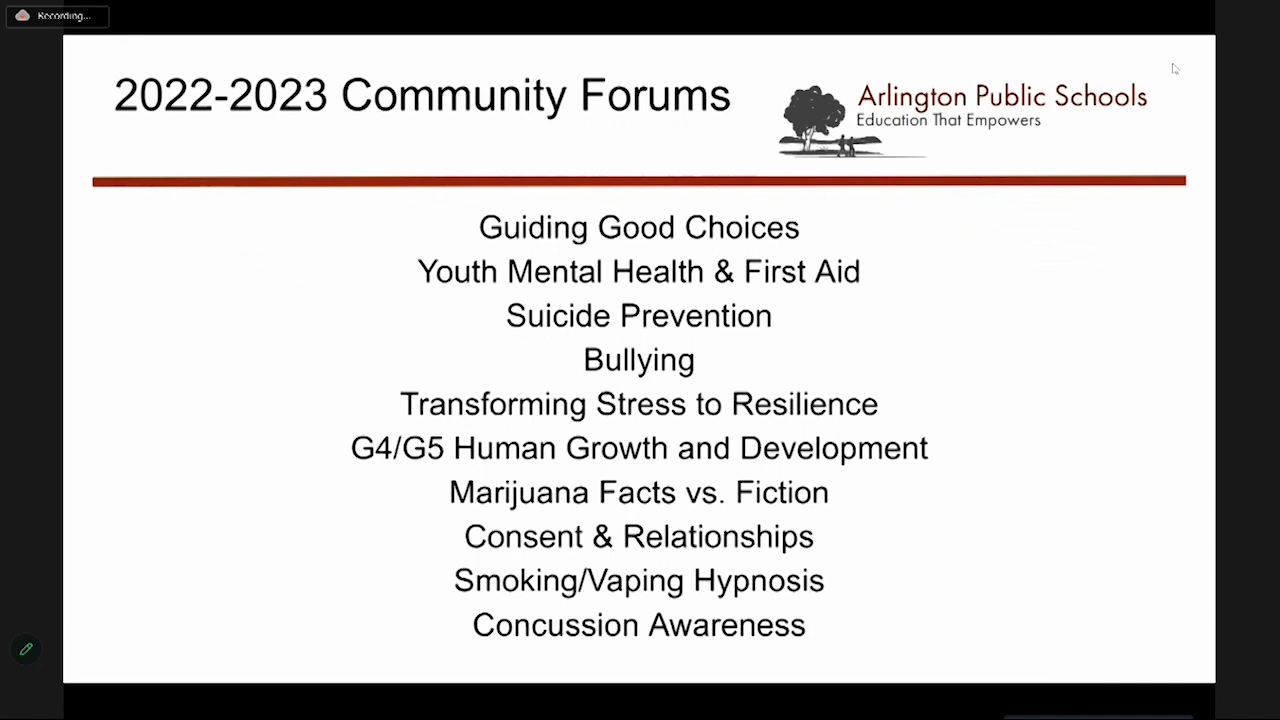 Recording...
2022-2023 Community Forums
Arlington Public Schools
Education That Empowers
Guiding Good Choices
Youth Mental Health & First Aid
Suicide Prevention
Bullying
Transforming Stress to Resilience
G4/G5 Human Growth and Development
Marijuana Facts vs. Fiction
Consent & Relationships
Smoking/Vaping Hypnosis
Concussion Awareness